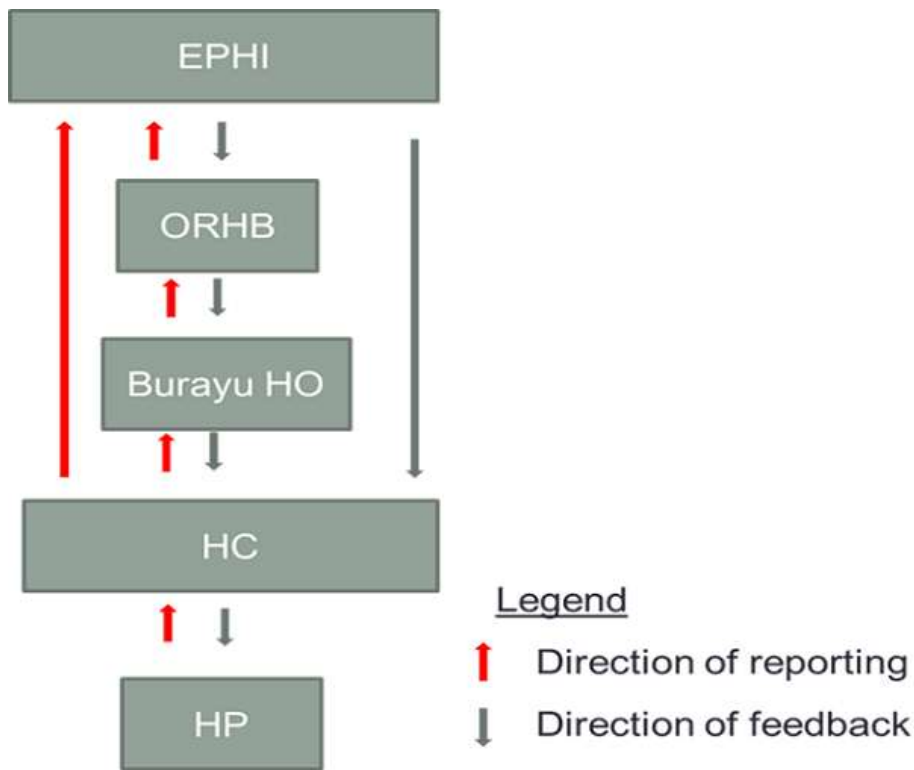 EPHI
ORHB
Burayu HO
HC
HP
Legend
Direction of reporting
Direction of feedback